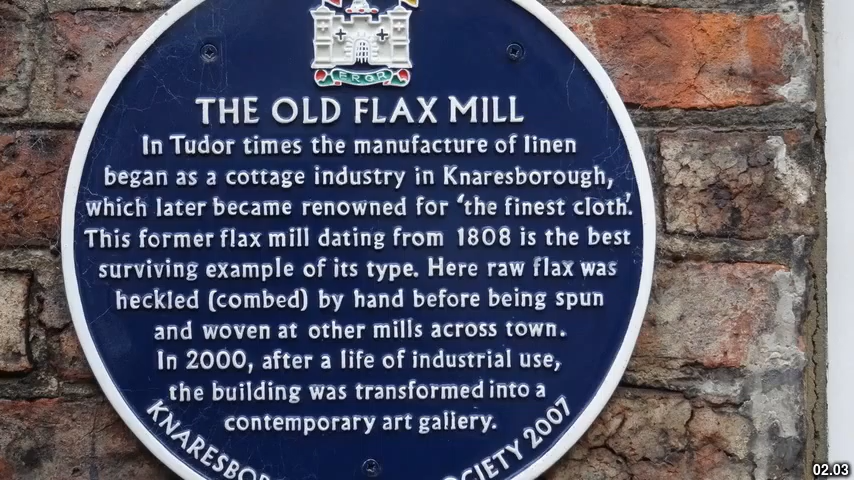 THE OLD FLAX MILL
In Tudor times the manufacture of linen
began as a cottage industry in Knaresborough,
which later became renowned for 'the finest cloth'.
This former flax mill dating from 1808 is the best
surviving example of its type. Here raw flax was
heckled (combed) by hand before being spun
and woven at other mills across town.
In 2000, after a life of industrial use,
the building was transformed into a
contemporary art gallery.
2007
02.03